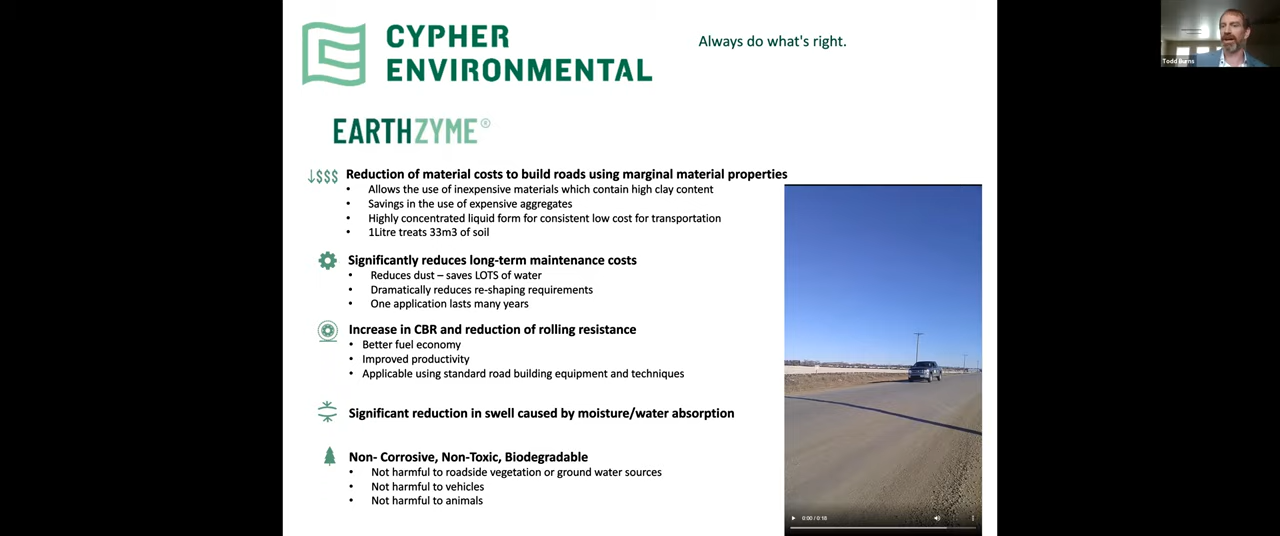 CYPHER
ENVIRONMENTAL
Always do what's right.
Todd Burns
EARTHZYME®
↓$$$ Reduction of material costs to build roads using marginal material properties
• Allows the use of inexpensive materials which contain high clay content
• Savings in the use of expensive aggregates
• Highly concentrated liquid form for consistent low cost for transportation
• 1Litre treats 33m3 of soil
Significantly reduces long-term maintenance costs
• Reduces dust – saves LOTS of water
• Dramatically reduces re-shaping requirements
• One application lasts many years
Increase in CBR and reduction of rolling resistance
• Better fuel economy
• Improved productivity
• Applicable using standard road building equipment and techniques
Significant reduction in swell caused by moisture/water absorption
Non- Corrosive, Non-Toxic, Biodegradable
• Not harmful to roadside vegetation or ground water sources
• Not harmful to vehicles
• Not harmful to animals
0:00 / 0:18